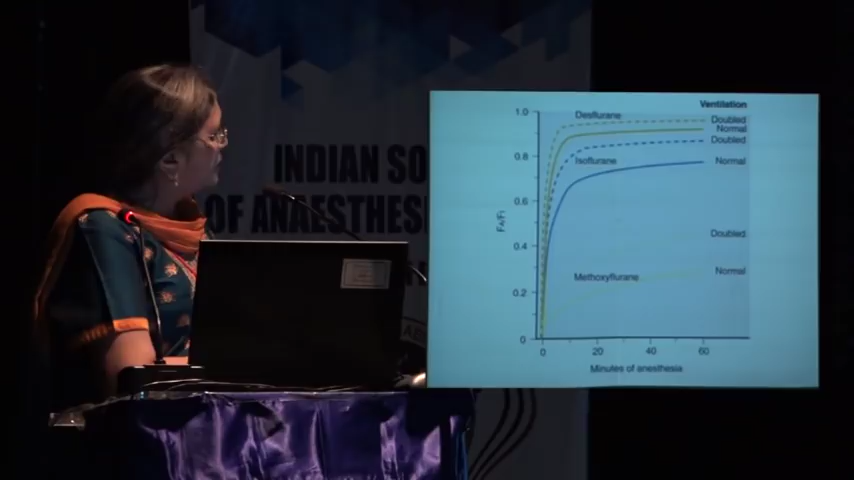 INDIAN SO
OF ANAESTHES
Ventilation
1.0
Desflurane
Doubled
Normal
Doubled
0.8
Isoflurane
Normal
0.6
FA/FI
Doubled
0.4
Normal
Methoxyflurane
0.2
0
0
20
40
60
Minutes of anesthesia